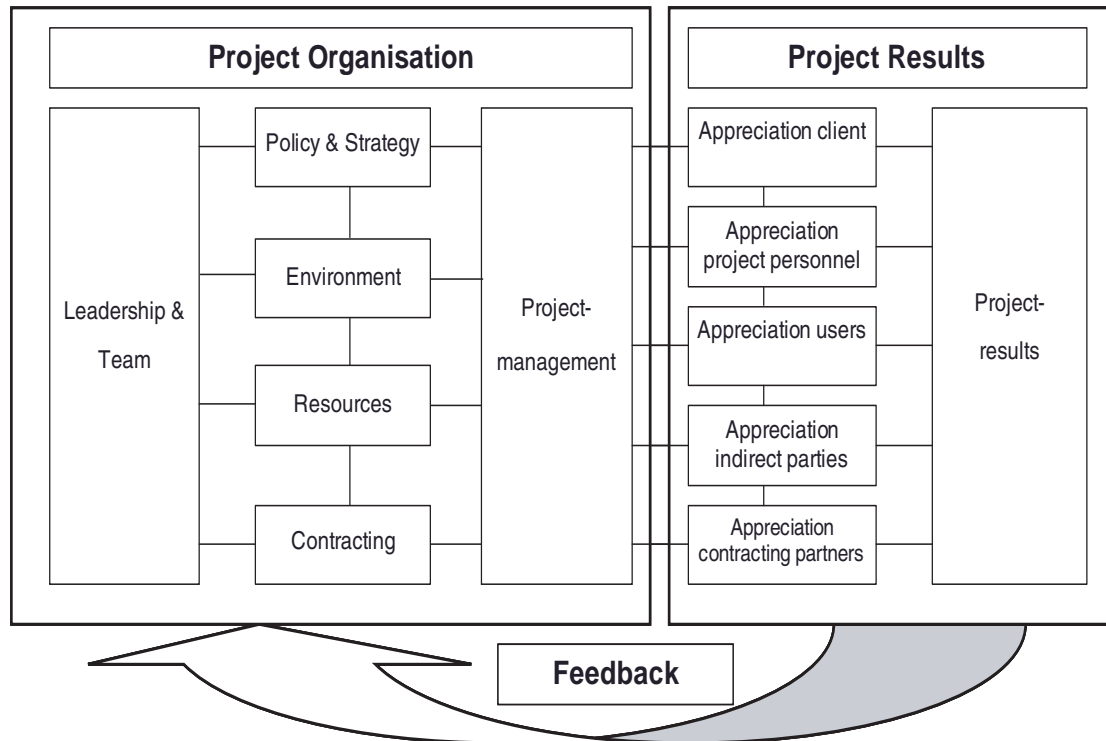 Project Organisation
Leadership &
Team
Policy & Strategy
Environment
Resources
Contracting
Project-
management
Project Results
Appreciation client
Appreciation
project personnel
Appreciation users
Appreciation
indirect parties
Appreciation
contracting partners
Project-
results
Feedback